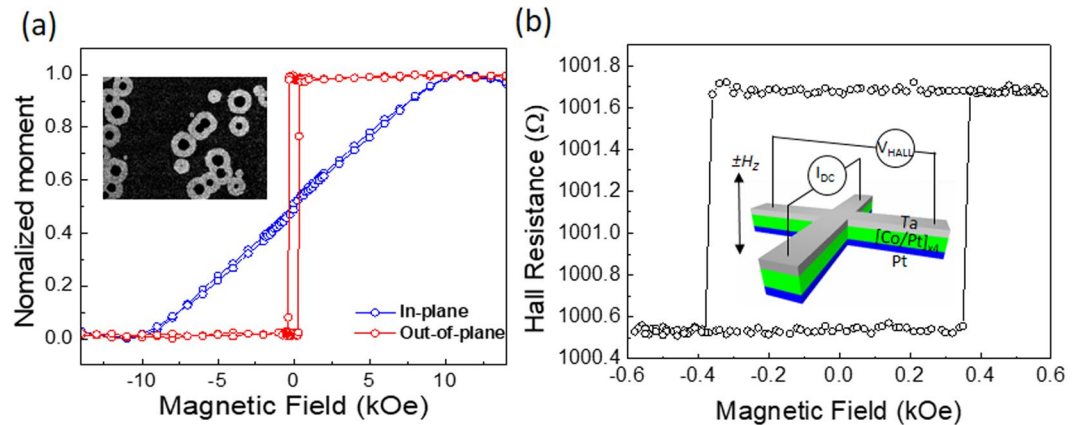 (a)
Nomalized moment
1.0
0.8
0.6
0.4
0.2
0.0
In-plane
Out-of-plane
-10 -5 0 5 10
Magnetic Field (kOe)
(b)
Hall Resistance (Ω)
1001.8
1001.6
1001.4
1001.2
1001.0
1000.8
1000.6
1000.4
VHALL
IDC
±Hz
Ta
[Co/Pt]x4
Pt
-0.6 -0.4 -0.2 0.0 0.2 0.4 0.6
Magnetic Field (kOe)